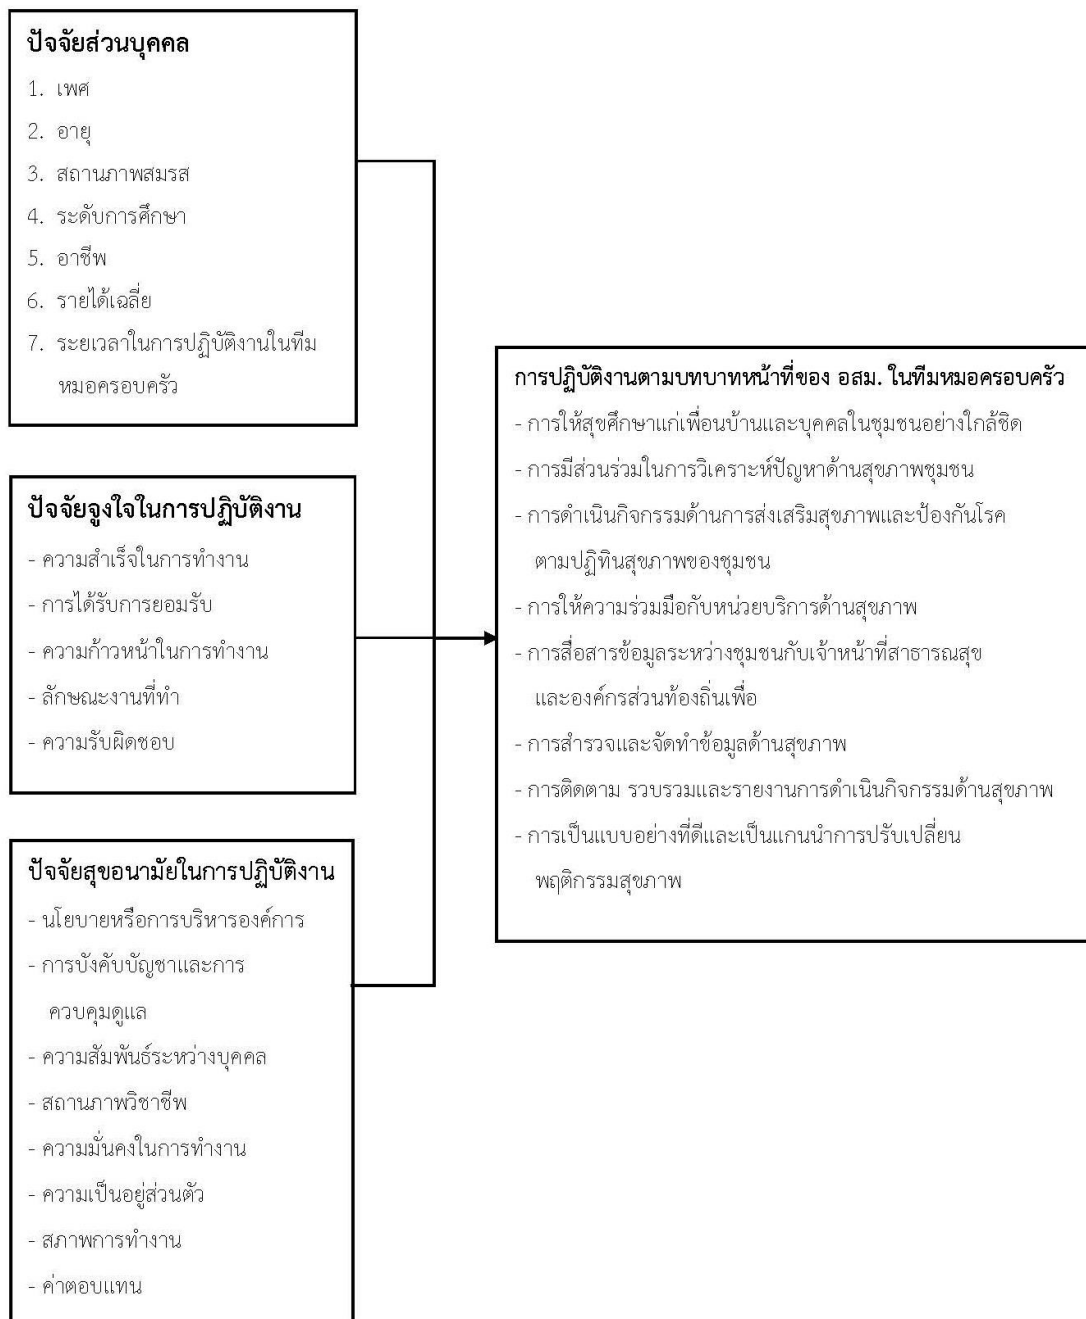 ปัจจัยส่วนบุคคล
1. เพศ
2. อายุ
3. สถานภาพสมรส
4. ระดับการศึกษา
5. อาชีพ
6. รายได้เฉลี่ย
7. ระยเวลาในการปฏิบัติงานในทีม
หมอครอบครัว
ปัจจัยจูงใจในการปฏิบัติงาน
- ความสำเร็จในการทำงาน
- การได้รับการยอมรับ
- ความก้าวหน้าในการทำงาน
- ลักษณะงานที่ทำ
- ความรับผิดชอบ
ปัจจัยสุขอนามัยในการปฏิบัติงาน
- นโยบายหรือการบริหารองค์การ
- การบังคับบัญชาและการ
ควบคุมดูแล
- ความสัมพันธ์ระหว่างบุคคล
- สถานภาพวิชาชีพ
- ความมั่นคงในการทำงาน
- ความเป็นอยู่ส่วนตัว
- สภาพการทำงาน
- ค่าตอบแทน
การปฏิบัติงานตามบทบาทหน้าที่ของ อสม. ในทีมหมอครอบครัว
- การให้สุขศึกษาแก่เพื่อนบ้านและบุคคลในชุมชนอย่างใกล้ชิด
- การมีส่วนร่วมในการวิเคราะห์ปัญหาด้านสุขภาพชุมชน
- การดำเนินกิจกรรมด้านการส่งเสริมสุขภาพและป้องกันโรค
ตามปฏิทินสุขภาพของชุมชน
- การให้ความร่วมมือกับหน่วยบริการด้านสุขภาพ
- การสื่อสารข้อมูลระหว่างชุมชนกับเจ้าหน้าที่สาธารณสุข
และองค์กรส่วนท้องถิ่นเพื่อ
- การสำรวจและจัดทำข้อมูลด้านสุขภาพ
- การติดตาม รวบรวมและรายงานการดำเนินกิจกรรมด้านสุขภาพ
- การเป็นแบบอย่างที่ดีและเป็นแกนนำการปรับเปลี่ยน
พฤติกรรมสุขภาพ